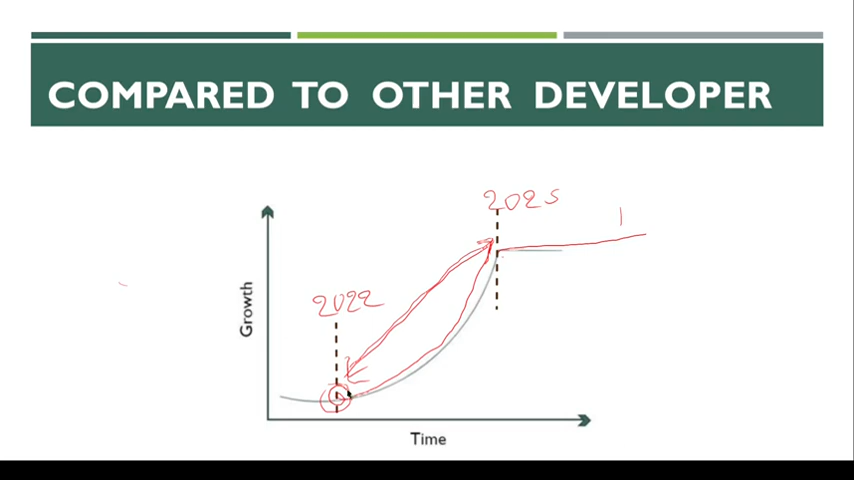 COMPARED TO OTHER DEVELOPER
2025
2022
Growth
Time